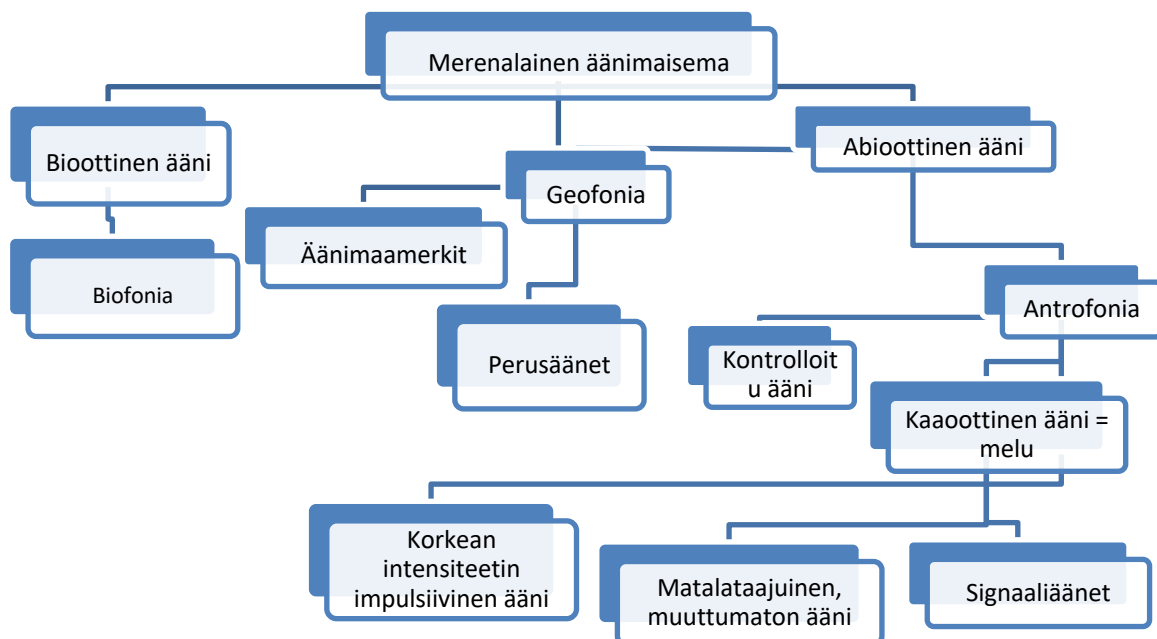 Merenalainen äänimaisema
Bioottinen ääni
Abioottinen ääni
Geofonia
Äänimaamerkit
Biofonia
Antrofonia
Perusäänet
Kontrolloit
u ääni
Kaaoottinen ääni =
melu
Korkean
intensiteetin
impulsiivinen ääni
Matalataajuinen,
muuttumaton ääni
Signaaliäänet